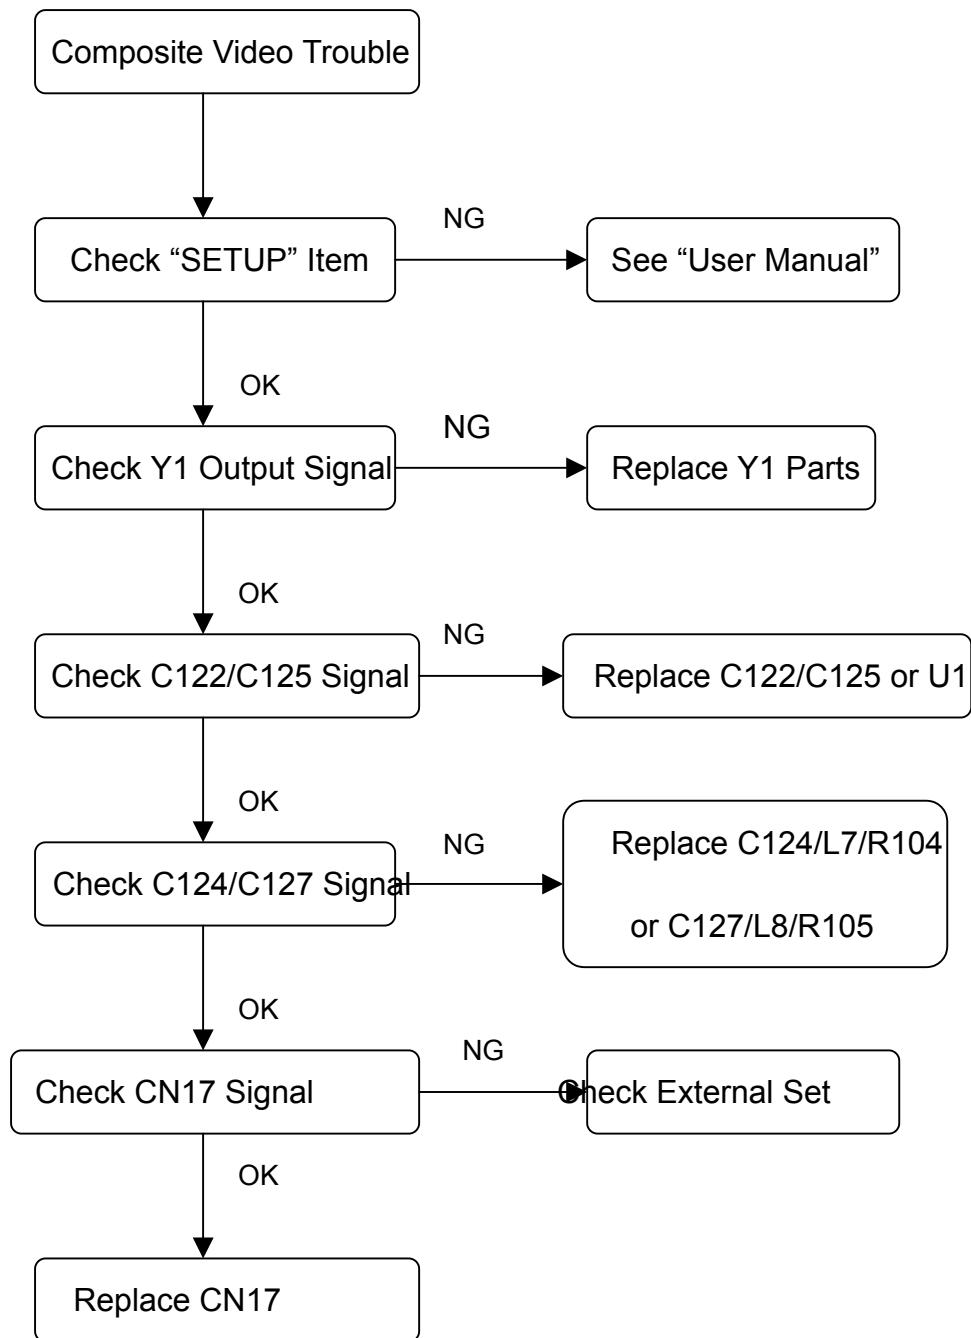 Composite Video Trouble
NG
Check “SETUP” Item
See “User Manual”
OK
NG
Check Y1 Output Signal
Replace Y1 Parts
OK
NG
Check C122/C125 Signal
Replace C122/C125 or U1
OK
NG
Check C124/C127 Signal
Replace C124/L7/R104
or C127/L8/R105
OK
NG
Check CN17 Signal
Check External Set
OK
Replace CN17